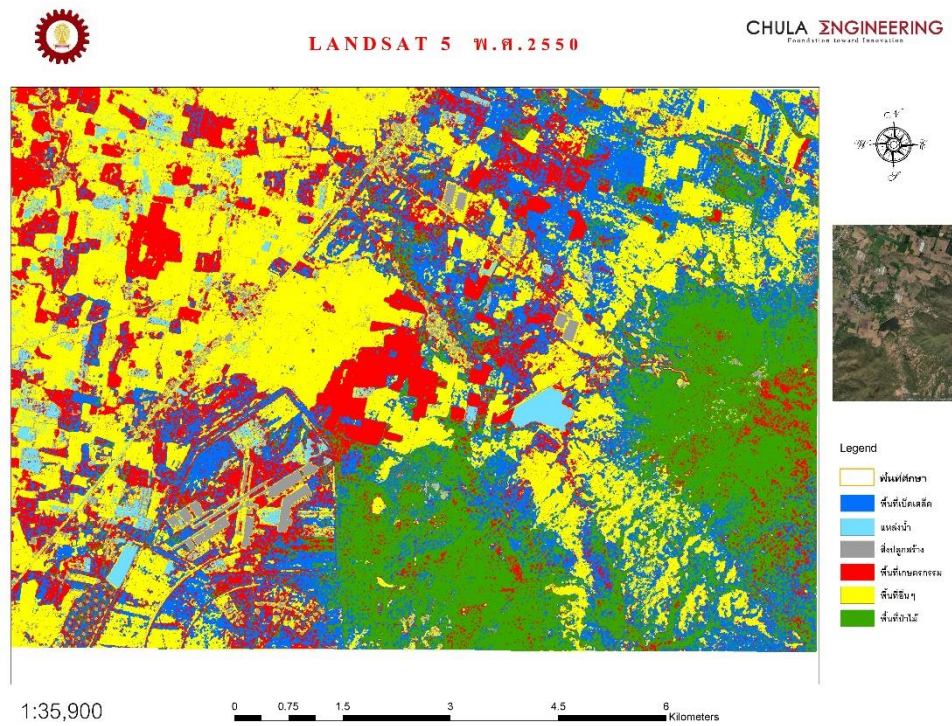 LANDSAT 5 พ.ศ.2550
CHULA ΣNGINEERING
Foundation toward Innovation
N
W
E
S
Legend
พื้นที่ศึกษา
พื้นที่เบ็ดเตล็ด
แหล่งน้ำ
สิ่งปลูกสร้าง
พื้นที่เกษตรกรรม
พื้นที่อื่นๆ
พื้นที่ป่าไม้
1:35,900
0 0.75 1.5 3 4.5 6
Kilometers